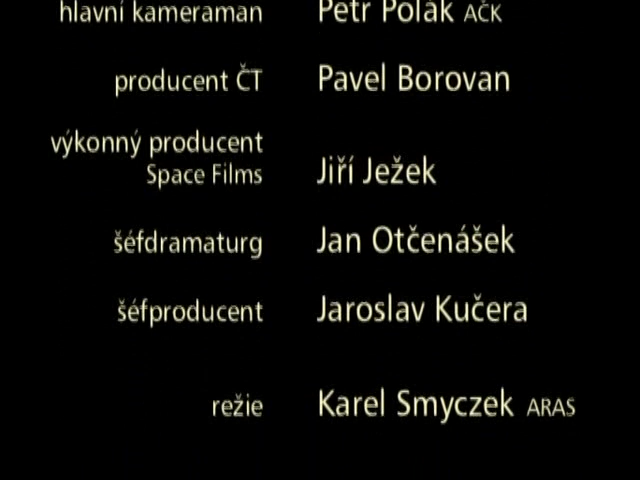 hlavní kameraman Petr Polák AČK
producent ČT Pavel Borovan
výkonný producent
Space Films Jiří Ježek
šéfdramaturg Jan Otčenášek
šéfproducent Jaroslav Kučera
režie Karel Smyczek ARAS